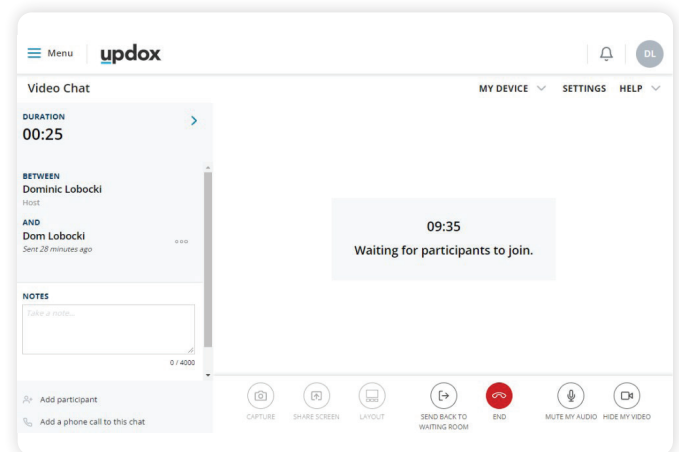 Menu
updox
DL
Video Chat
MY DEVICE
SETTINGS
HELP
DURATION
00:25
BETWEEN
Dominic Lobocki
Host
AND
Dom Lobocki
Sent 28 minutes ago
NOTES
Take a note...
0 / 4000
Add participant
Add a phone call to this chat
09:35
Waiting for participants to join.
CAPTURE
SHARE SCREEN
LAYOUT
SEND BACK TO
WAITING ROOM
END
MUTE MY AUDIO
HIDE MY VIDEO